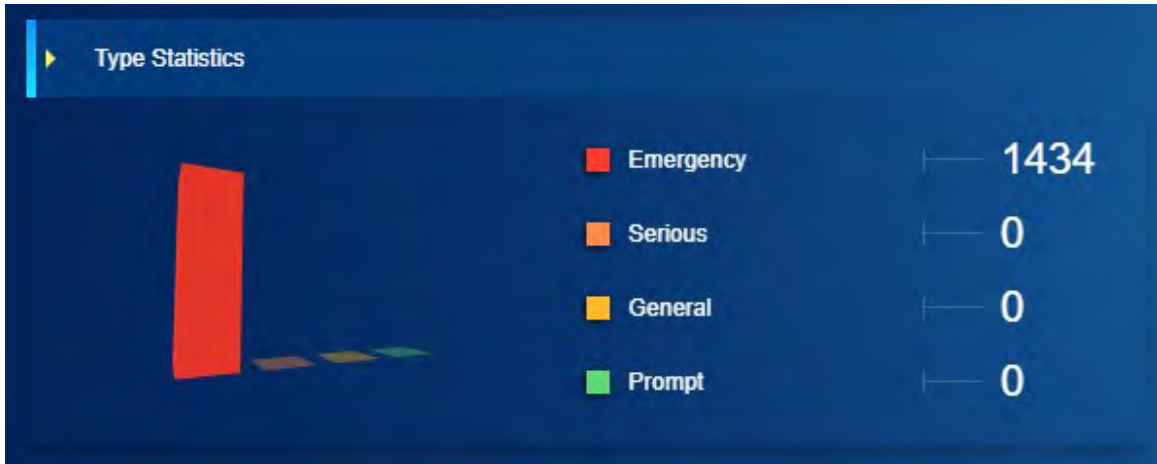 Type Statistics
Emergency 1434
Serious 0
General 0
Prompt 0